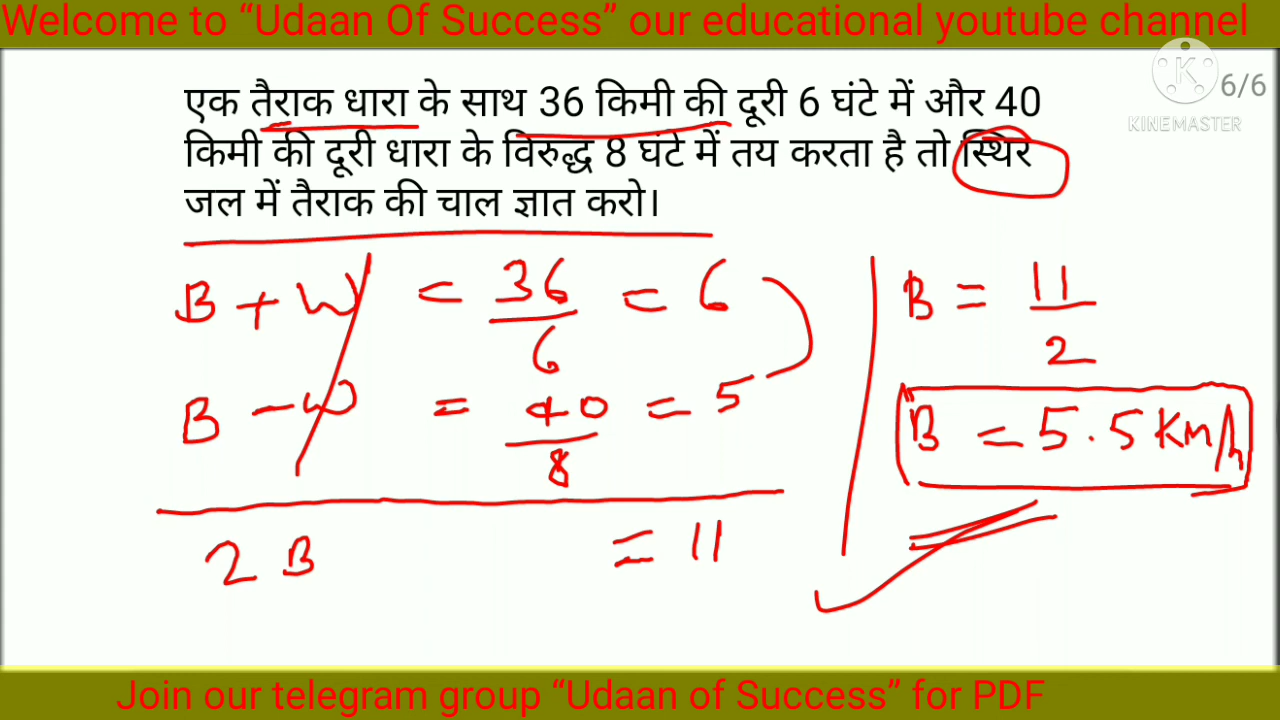 Welcome to “Udaan Of Success” our educational youtube channel
6/6
KINEMASTER
एक तैराक धारा के साथ 36 किमी की दूरी 6 घंटे में और 40
किमी की दूरी धारा के विरुद्ध 8 घंटे में तय करता है तो स्थिर
जल में तैराक की चाल ज्ञात करो।
B + W = 36/6 = 6
B - W = 40/8 = 5
2 B = 11
B = 11/2
B = 5.5 Km/h
Join our telegram group “Udaan of Success” for PDF